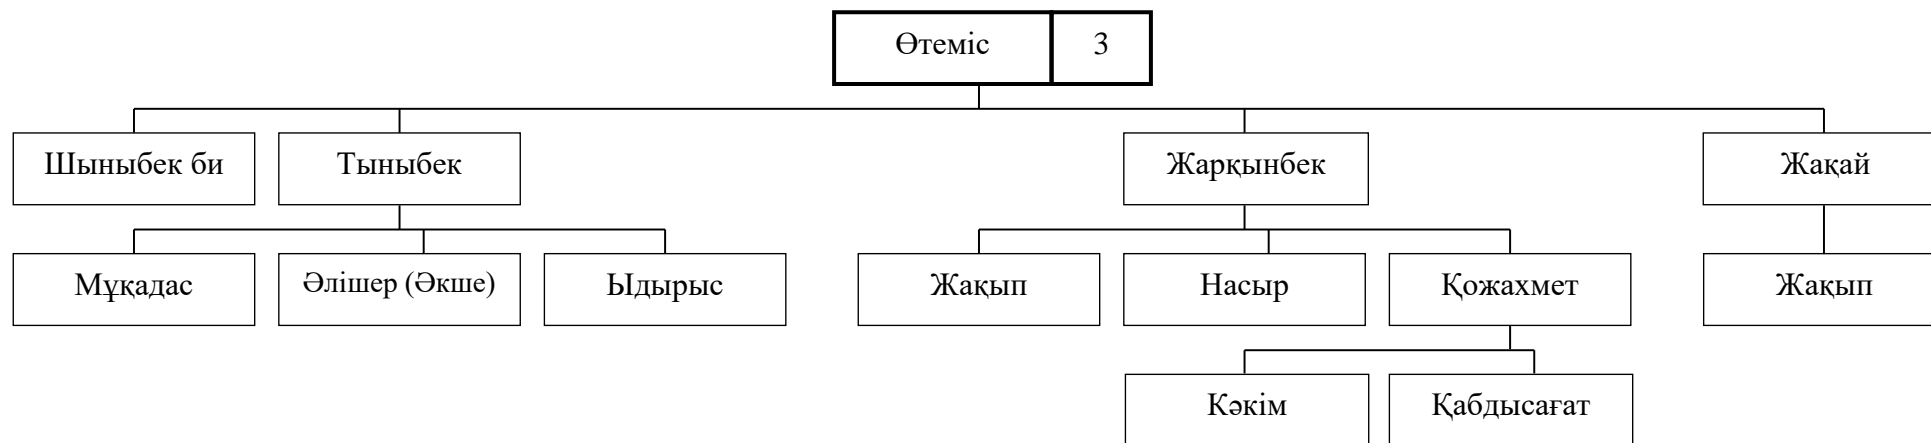 Өтеміс 3
Шыныбек би Тыныбек Жарқынбек Жақай
Мұқадас Әлішер (Әкше) Ыдырыс Жақып Насыр Қожахмет Жақып
Кәкім Қабдысағат